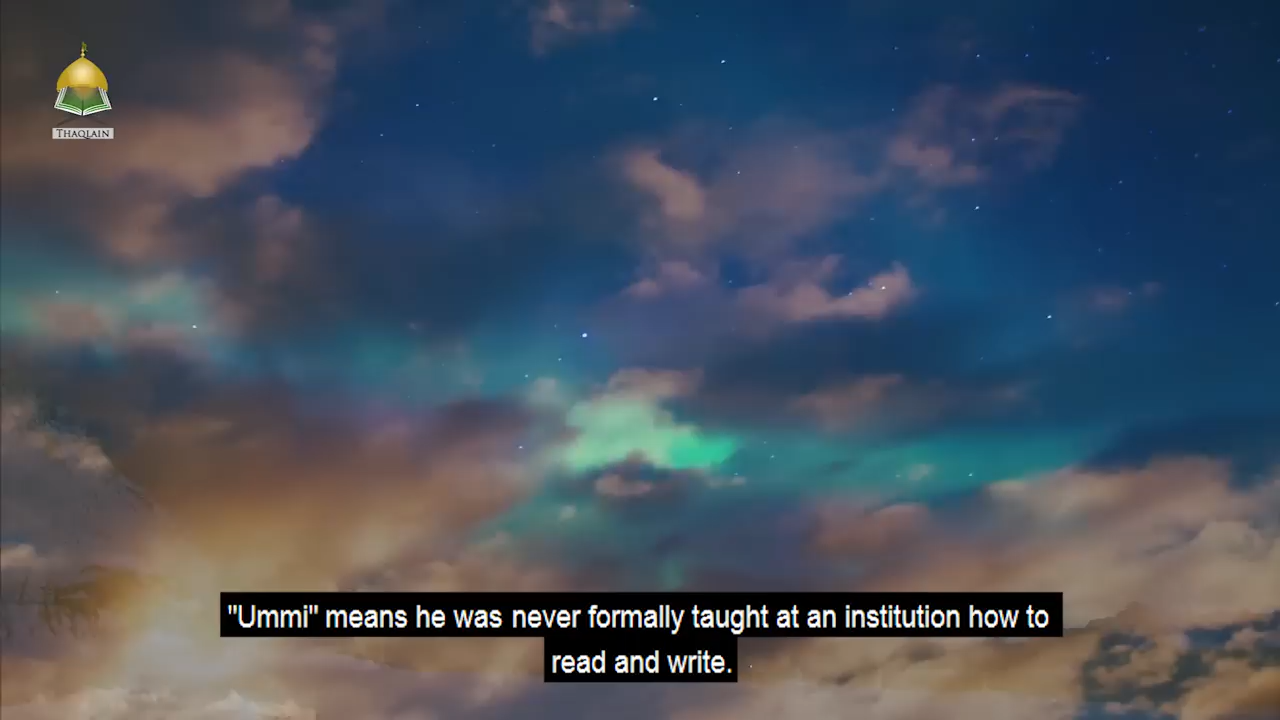 THAQLAIN
"Ummi" means he was never formally taught at an institution how to
read and write.